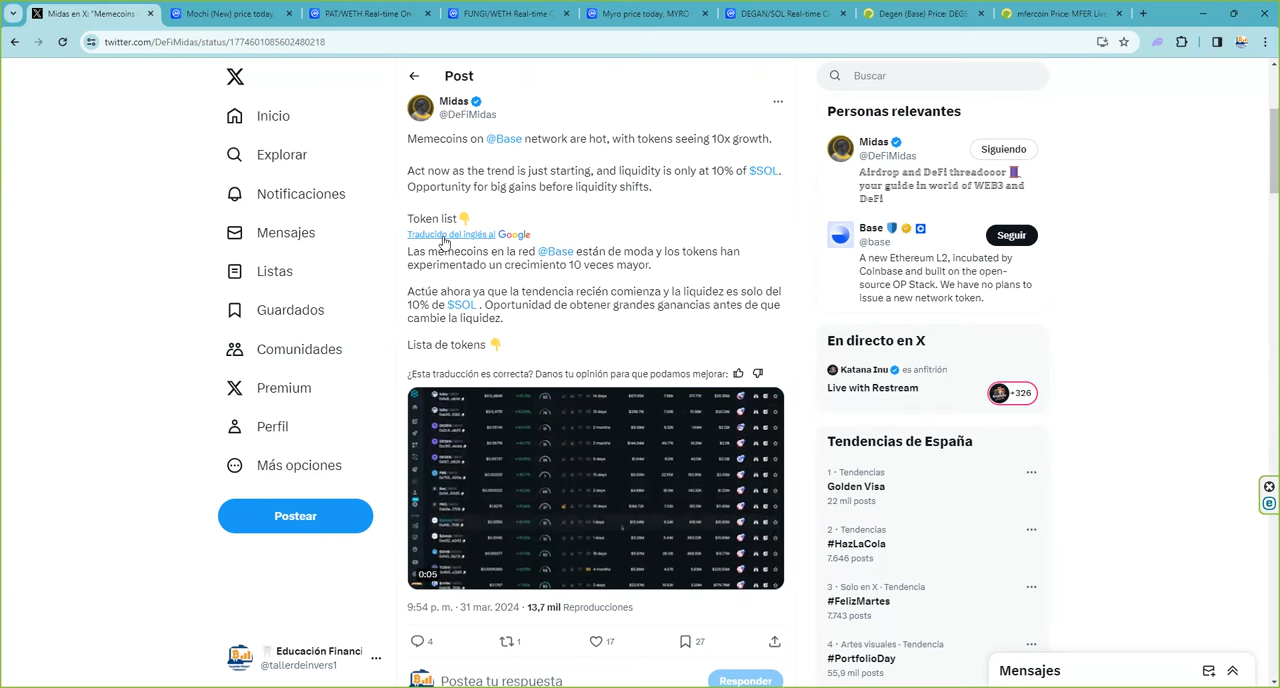 Midas en X: "Memecoins
Mochi (New) price today,
PAT/WETH Real-time On-
FUNGI/WETH Real-time C
Myro price today, MYRO
DEGAN/SOL Real-time O
Degen (Base) Price: DEGE
mfercoin Price: MFER Live
twitter.com/DeFiMidas/status/1774601085602480218
Inicio
Explorar
Notificaciones
Mensajes
Listas
Guardados
Comunidades
Premium
Perfil
Más opciones
Postear
Educación Financi
@tallerdeinvers1
Post
Midas
@DeFiMidas
Memecoins on @Base network are hot, with tokens seeing 10x growth.
Act now as the trend is just starting, and liquidity is only at 10% of $SOL.
Opportunity for big gains before liquidity shifts.
Token list👇
Traducido del inglés al Google
Las memecoins en la red @Base están de moda y los tokens han
experimentado un crecimiento 10 veces mayor.
Actúe ahora ya que la tendencia recién comienza y la liquidez es solo del
10% de $SOL . Oportunidad de obtener grandes ganancias antes de que
cambie la liquidez.
Lista de tokens 👇
¿Esta traducción es correcta? Danos tu opinión para que podamos mejorar:
0:05
9:54 p. m. · 31 mar. 2024 · 13,7 mil Reproducciones
4
1
17
27
Postea tu respuesta
Responder
Buscar
Personas relevantes
Midas
@DeFiMidas
Siguiendo
Airdrop and DeFi threadooor 🧵
your guide in world of WEB3 and
DeFi
Base
@base
Seguir
A new Ethereum L2, incubated by
Coinbase and built on the open-
source OP Stack. We have no plans to
issue a new network token.
En directo en X
Katana Inu es anfitrión
Live with Restream
+326
Tendencias de España
1 · Tendencias
Golden Visa
22 mil posts
2 · Tendencias
#HazLaCola
7.646 posts
3 · Solo en X · Tendencia
#FelizMartes
7.743 posts
4 · Artes visuales · Tendencia
#PortfolioDay
55,9 mil posts
Mensajes